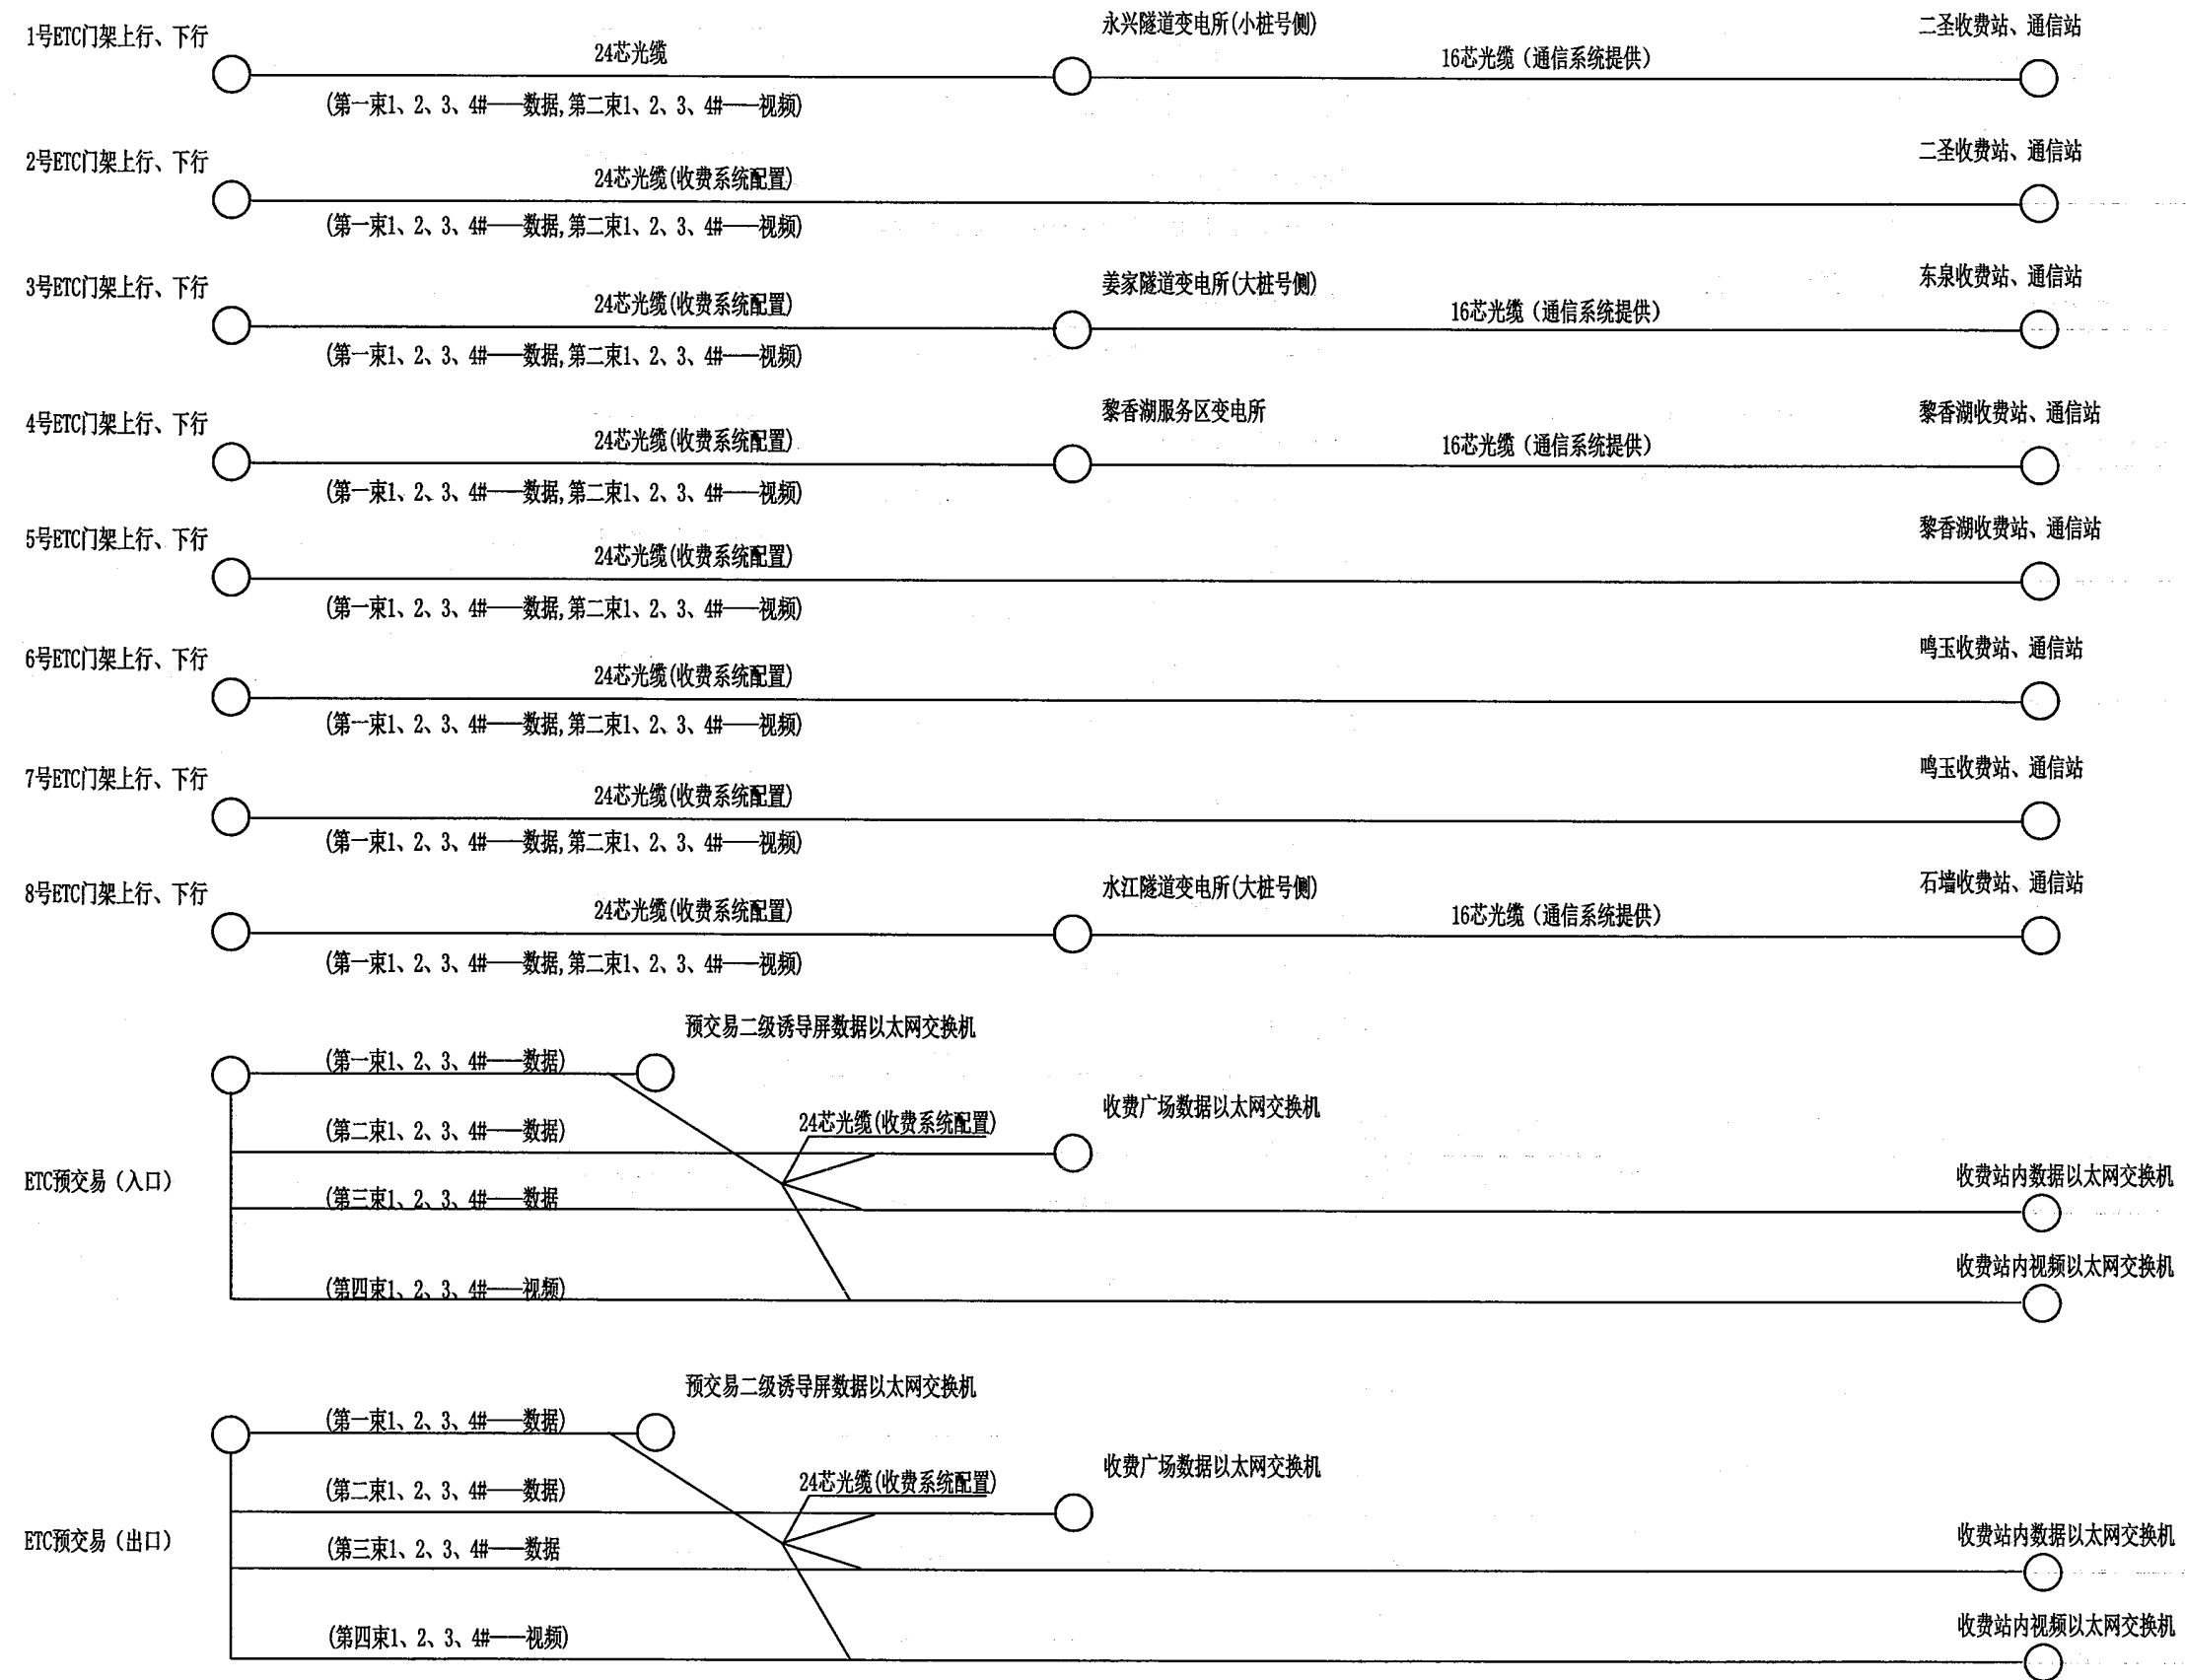 1号ETC门架上行、下行
24芯光缆
(第一束1、2、3、4#——数据,第二束1、2、3、4#——视频)
永兴隧道变电所(小桩号侧)
16芯光缆（通信系统提供）
二圣收费站、通信站
2号ETC门架上行、下行
24芯光缆(收费系统配置)
(第一束1、2、3、4#——数据,第二束1、2、3、4#——视频)
二圣收费站、通信站
3号ETC门架上行、下行
24芯光缆(收费系统配置)
(第一束1、2、3、4#——数据,第二束1、2、3、4#——视频)
姜家隧道变电所(大桩号侧)
16芯光缆（通信系统提供）
东泉收费站、通信站
4号ETC门架上行、下行
24芯光缆(收费系统配置)
(第一束1、2、3、4#——数据,第二束1、2、3、4#——视频)
黎香湖服务区变电所
16芯光缆（通信系统提供）
黎香湖收费站、通信站
5号ETC门架上行、下行
24芯光缆(收费系统配置)
(第一束1、2、3、4#——数据,第二束1、2、3、4#——视频)
黎香湖收费站、通信站
6号ETC门架上行、下行
24芯光缆(收费系统配置)
(第一束1、2、3、4#——数据,第二束1、2、3、4#——视频)
鸣玉收费站、通信站
7号ETC门架上行、下行
24芯光缆(收费系统配置)
(第一束1、2、3、4#——数据,第二束1、2、3、4#——视频)
鸣玉收费站、通信站
8号ETC门架上行、下行
24芯光缆(收费系统配置)
(第一束1、2、3、4#——数据,第二束1、2、3、4#——视频)
水江隧道变电所(大桩号侧)
16芯光缆（通信系统提供）
石墙收费站、通信站
ETC预交易（入口）
(第一束1、2、3、4#——数据)
预交易二级诱导屏数据以太网交换机
(第二束1、2、3、4#——数据)
24芯光缆(收费系统配置)
收费广场数据以太网交换机
(第三束1、2、3、4#——数据
收费站内数据以太网交换机
(第四束1、2、3、4#——视频)
收费站内视频以太网交换机
ETC预交易（出口）
(第一束1、2、3、4#——数据)
预交易二级诱导屏数据以太网交换机
(第二束1、2、3、4#——数据)
24芯光缆(收费系统配置)
收费广场数据以太网交换机
(第三束1、2、3、4#——数据
收费站内数据以太网交换机
(第四束1、2、3、4#——视频)
收费站内视频以太网交换机